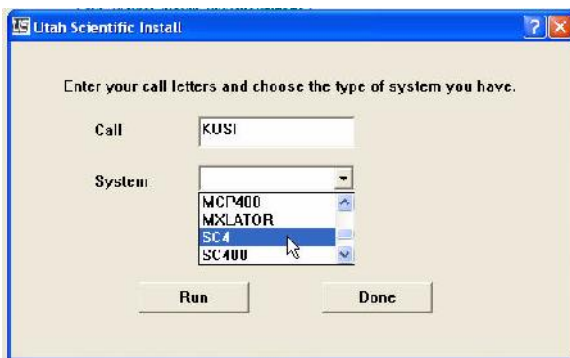 Utah Scientific Install
Enter your call letters and choose the type of system you have.
Call
KUSI
System
MCP400
MXLATOR
SC4
SC400
Run
Done